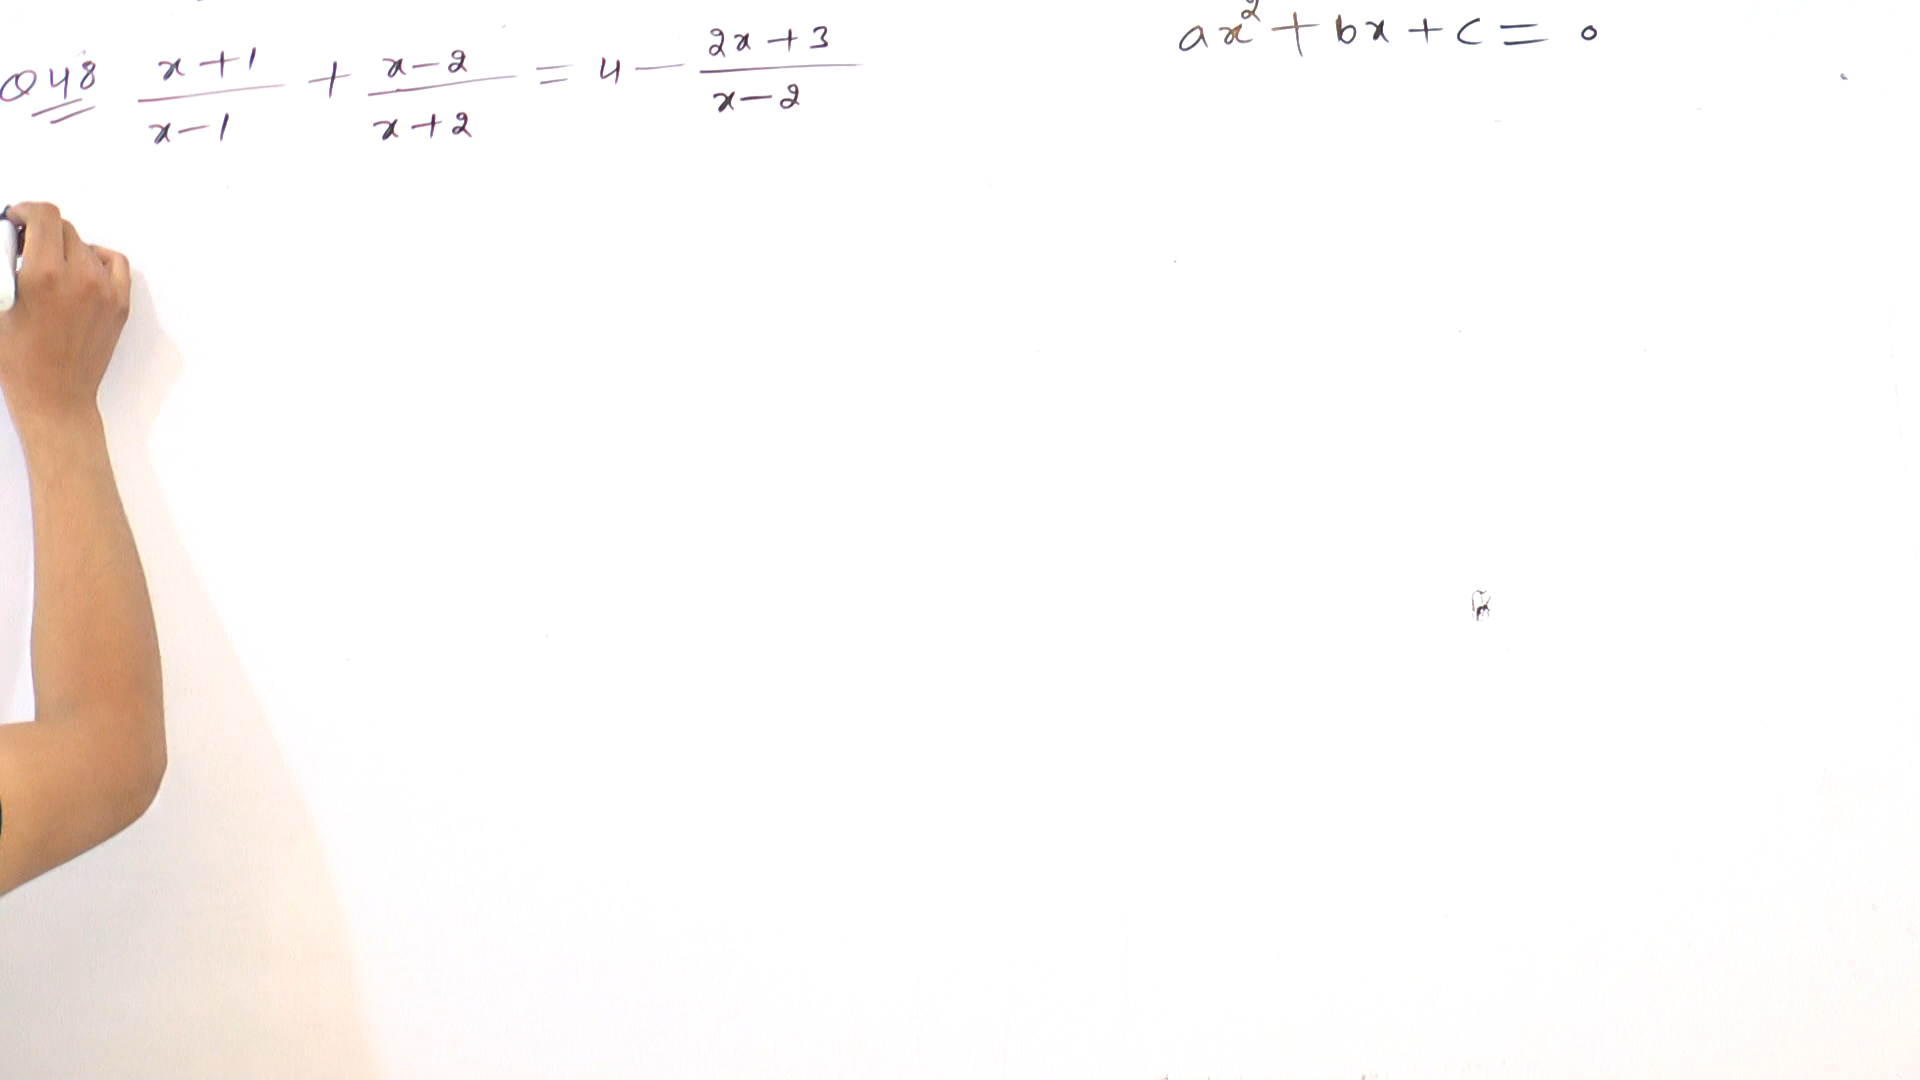 Q48 (x+1)/(x-1) + (x-2)/(x+2) = 4 - (2x+3)/(x-2)
ax² + bx + c = 0